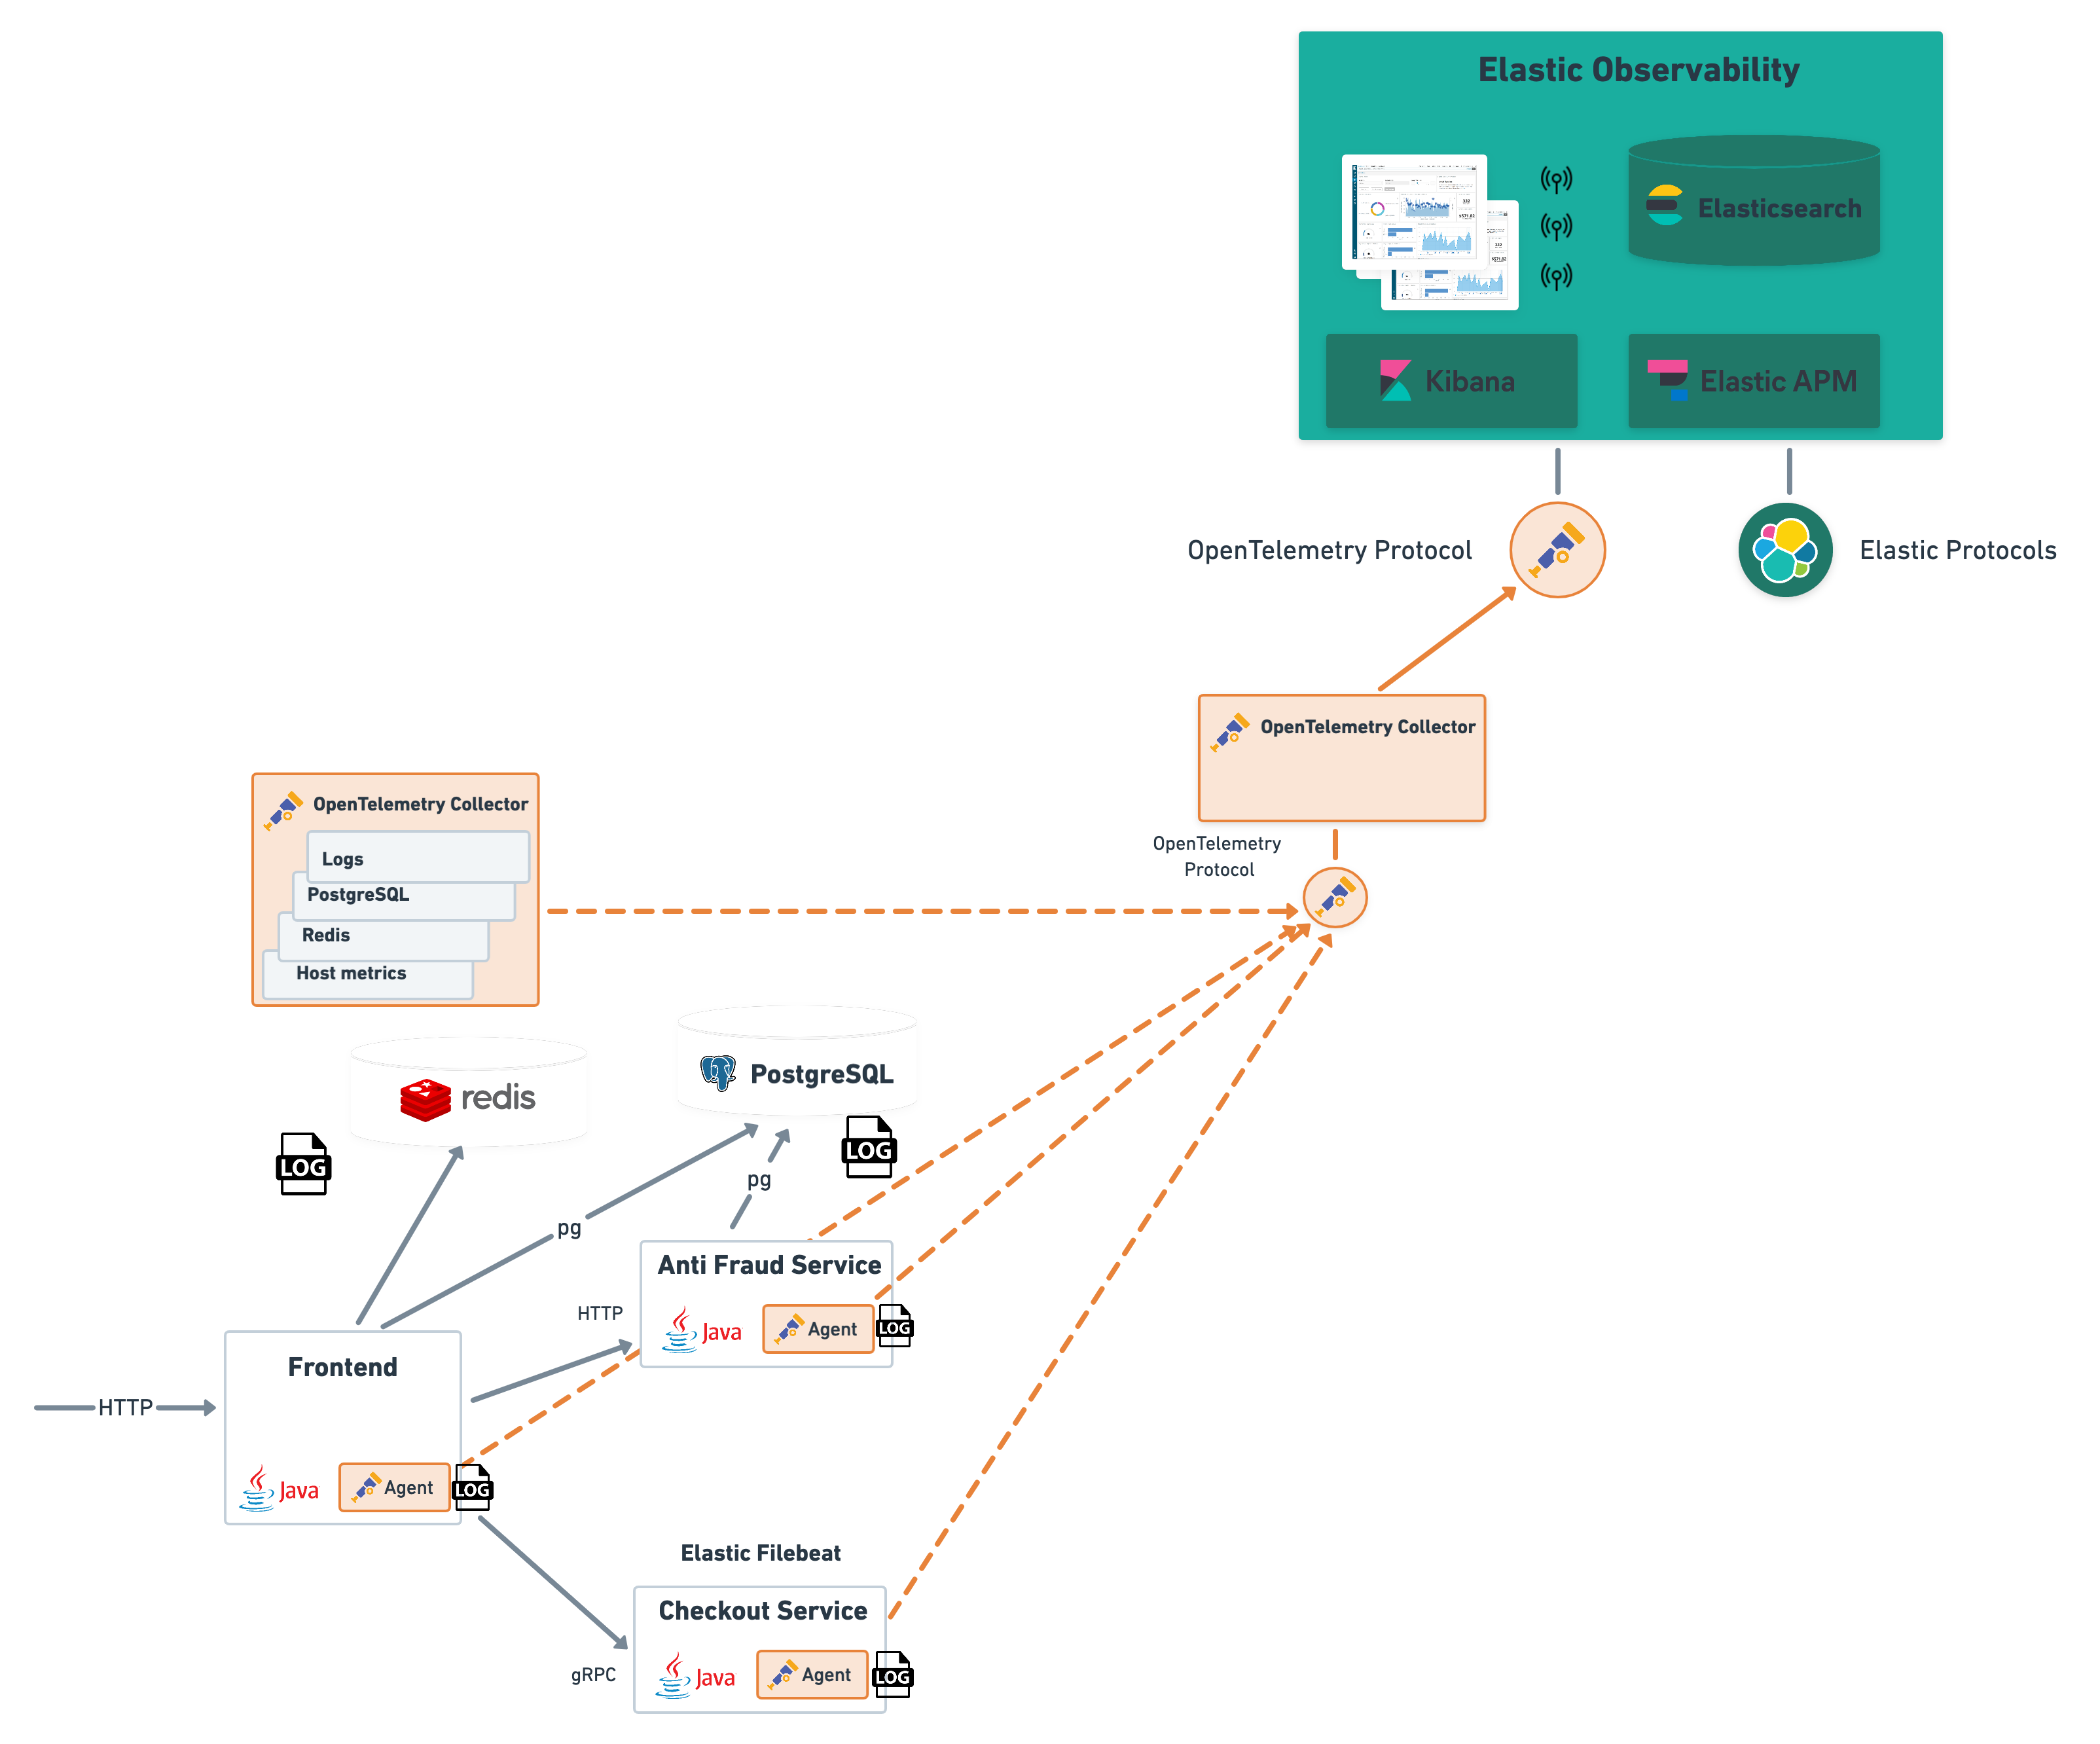 Elastic Observability
Elasticsearch
Kibana
Elastic APM
OpenTelemetry Protocol
Elastic Protocols
OpenTelemetry Collector
OpenTelemetry
Protocol
OpenTelemetry Collector
Logs
PostgreSQL
Redis
Host metrics
redis
LOG
PostgreSQL
LOG
pg
pg
Anti Fraud Service
Java
Agent
LOG
HTTP
HTTP
Frontend
Java
Agent
LOG
Elastic Filebeat
gRPC
Checkout Service
Java
Agent
LOG